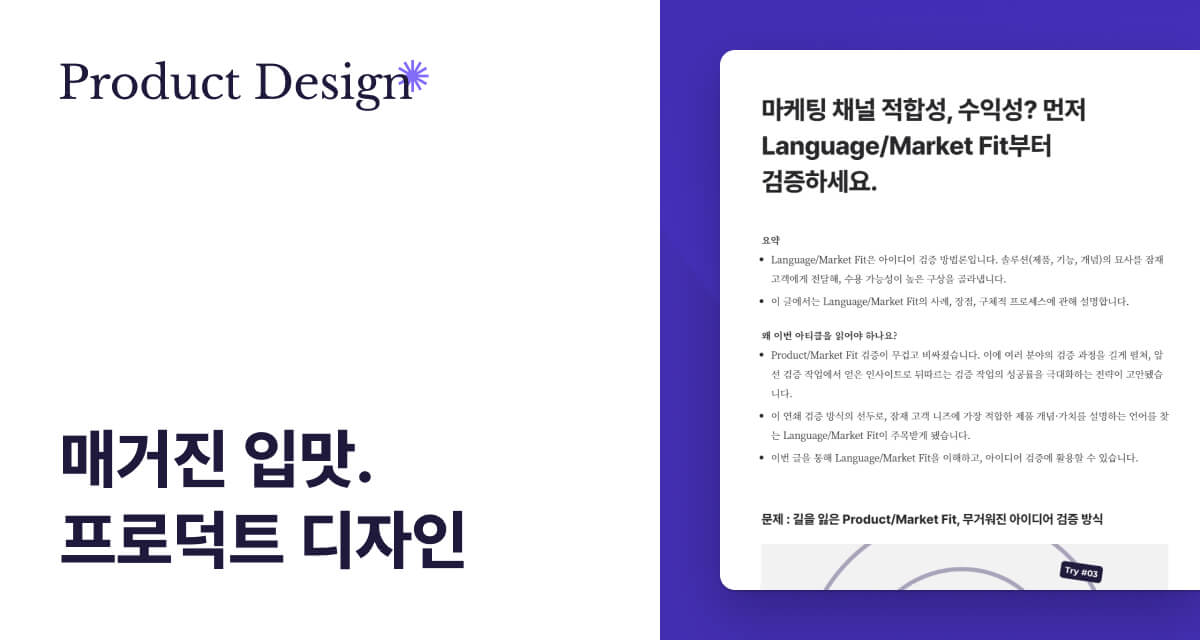 Product Design
매거진 입맛.
프로덕트 디자인
마케팅 채널 적합성, 수익성? 먼저
Language/Market Fit부터
검증하세요.
요약
• Language/Market Fit은 아이디어 검증 방법론입니다. 솔루션(제품, 기능, 개념)의 묘사를 잠재
고객에게 전달해, 수용 가능성이 높은 구상을 골라냅니다.
• 이 글에서는 Language/Market Fit의 사례, 장점, 구체적 프로세스에 관해 설명합니다.
왜 이번 아티클을 읽어야 하나요?
• Product/Market Fit 검증이 무겁고 비싸졌습니다. 이에 여러 분야의 검증 과정을 길게 펼쳐, 앞
선 검증 작업에서 얻은 인사이트로 뒤따르는 검증 작업의 성공률을 극대화하는 전략이 고안됐습
니다.
• 이 연쇄 검증 방식의 선두로, 잠재 고객 니즈에 가장 적합한 제품 개념·가치를 설명하는 언어를 찾
는 Language/Market Fit이 주목받게 됐습니다.
• 이번 글을 통해 Language/Market Fit을 이해하고, 아이디어 검증에 활용할 수 있습니다.
문제 : 길을 잃은 Product/Market Fit, 무거워진 아이디어 검증 방식
Try #03